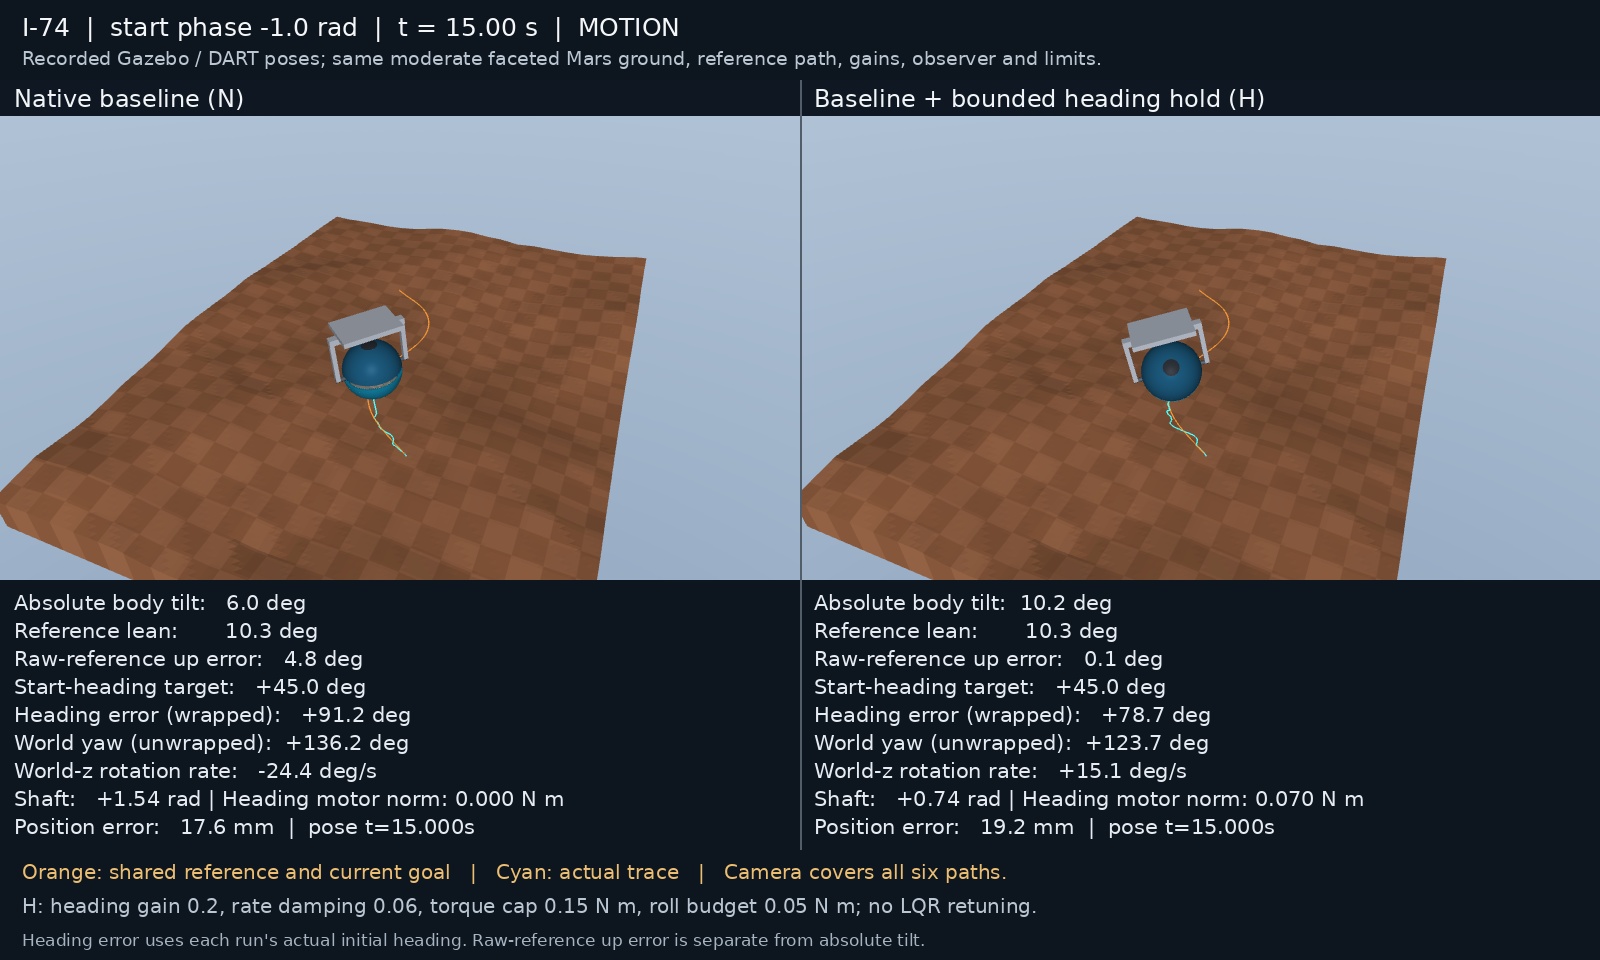 I-74 | start phase -1.0 rad | t = 15.00 s | MOTION
Recorded Gazebo / DART poses; same moderate faceted Mars ground, reference path, gains, observer and limits.
Native baseline (N)
Absolute body tilt: 6.0 deg
Reference lean: 10.3 deg
Raw-reference up error: 4.8 deg
Start-heading target: +45.0 deg
Heading error (wrapped): +91.2 deg
World yaw (unwrapped): +136.2 deg
World-z rotation rate: -24.4 deg/s
Shaft: +1.54 rad | Heading motor norm: 0.000 N m
Position error: 17.6 mm | pose t=15.000s
Baseline + bounded heading hold (H)
Absolute body tilt: 10.2 deg
Reference lean: 10.3 deg
Raw-reference up error: 0.1 deg
Start-heading target: +45.0 deg
Heading error (wrapped): +78.7 deg
World yaw (unwrapped): +123.7 deg
World-z rotation rate: +15.1 deg/s
Shaft: +0.74 rad | Heading motor norm: 0.070 N m
Position error: 19.2 mm | pose t=15.000s
Orange: shared reference and current goal | Cyan: actual trace | Camera covers all six paths.
H: heading gain 0.2, rate damping 0.06, torque cap 0.15 N m, roll budget 0.05 N m; no LQR retuning.
Heading error uses each run's actual initial heading. Raw-reference up error is separate from absolute tilt.